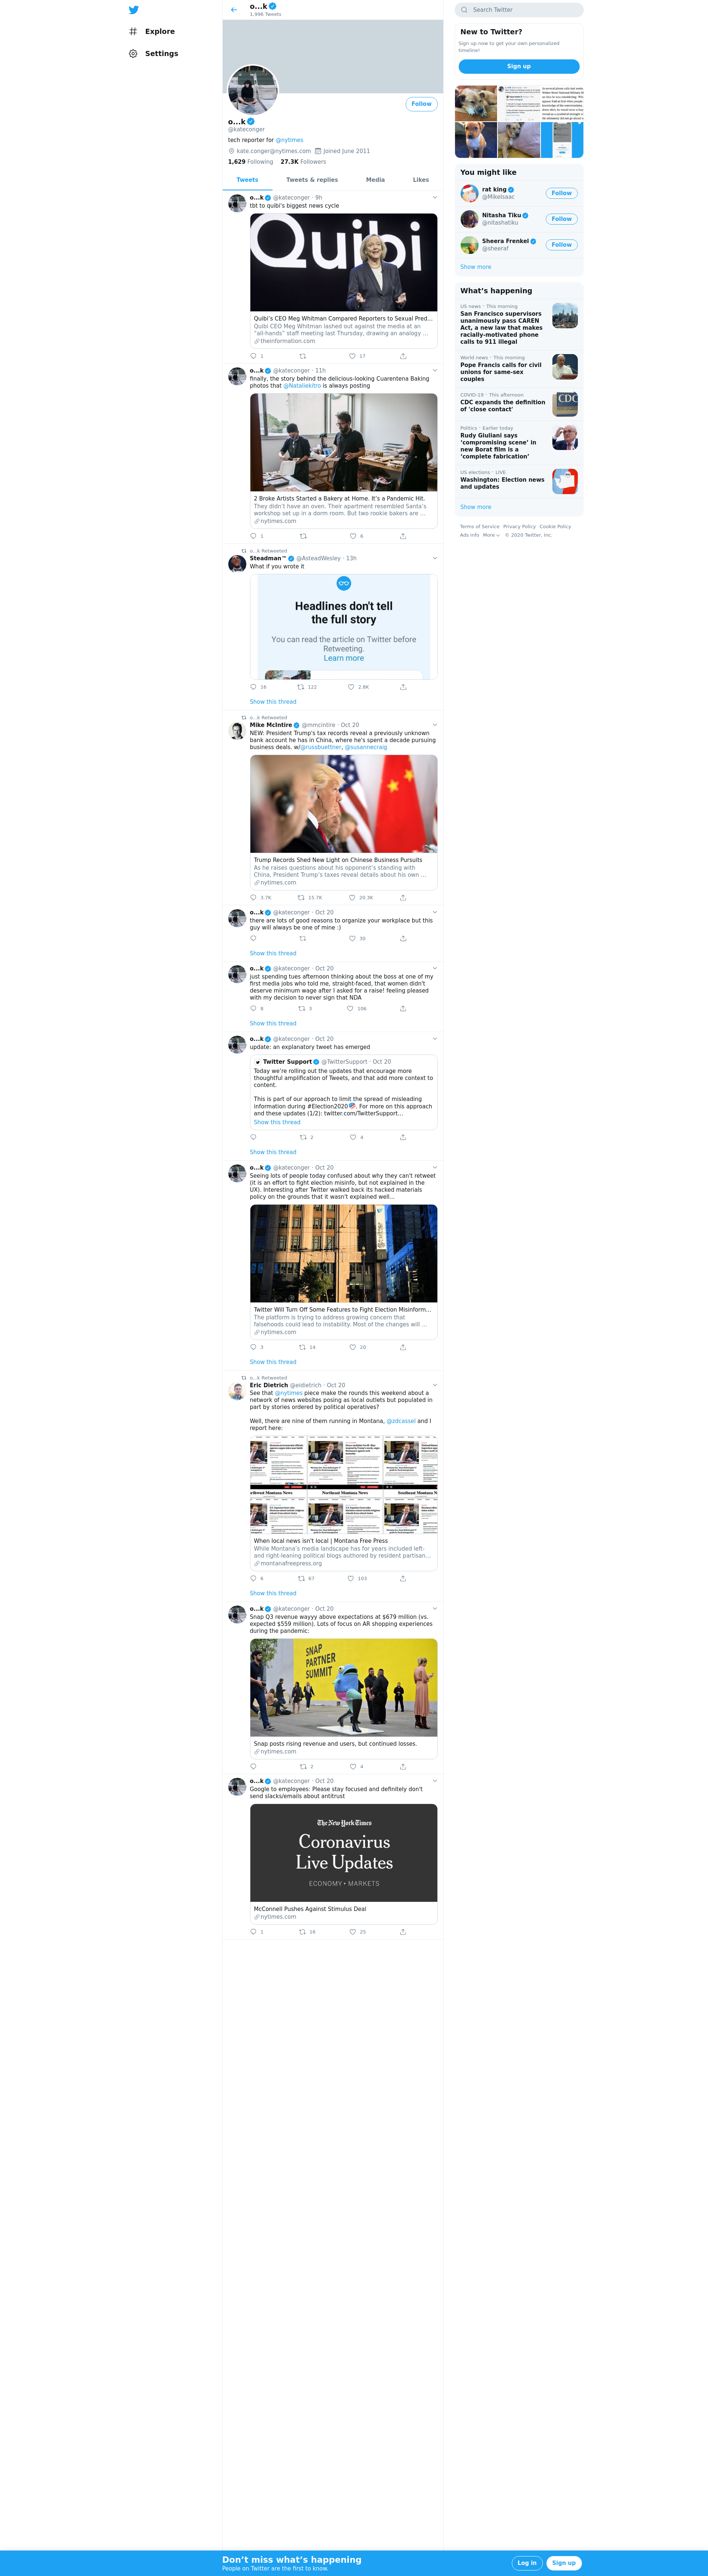 Explore
Settings
o...k
1,996 Tweets
Follow
o...k
@kateconger
tech reporter for @nytimes
kate.conger@nytimes.com Joined June 2011
1,629 Following 27.3K Followers
Tweets Tweets & replies Media Likes
o...k @kateconger · 9h
tbt to quibi's biggest news cycle
Quibi
Quibi's CEO Meg Whitman Compared Reporters to Sexual Pred...
Quibi CEO Meg Whitman lashed out against the media at an
"all-hands" staff meeting last Thursday, drawing an analogy ...
theinformation.com
1 17
o...k @kateconger · 11h
finally, the story behind the delicious-looking Cuarentena Baking
photos that @Nataliekitro is always posting
2 Broke Artists Started a Bakery at Home. It's a Pandemic Hit.
They didn't have an oven. Their apartment resembled Santa's
workshop set up in a dorm room. But two rookie bakers are ...
nytimes.com
1 6
o...k Retweeted
Steadman™ @AsteadWesley · 13h
What if you wrote it
Headlines don't tell
the full story
You can read the article on Twitter before
Retweeting.
Learn more
16 122 2.8K
Show this thread
o...k Retweeted
Mike McIntire @mmcintire · Oct 20
NEW: President Trump's tax records reveal a previously unknown
bank account he has in China, where he's spent a decade pursuing
business deals. w/@russbuettner, @susannecraig
Trump Records Shed New Light on Chinese Business Pursuits
As he raises questions about his opponent's standing with
China, President Trump's taxes reveal details about his own ...
nytimes.com
3.7K 15.7K 20.3K
o...k @kateconger · Oct 20
there are lots of good reasons to organize your workplace but this
guy will always be one of mine :)
30
Show this thread
o...k @kateconger · Oct 20
just spending tues afternoon thinking about the boss at one of my
first media jobs who told me, straight-faced, that women didn't
deserve minimum wage after I asked for a raise! feeling pleased
with my decision to never sign that NDA
8 3 106
Show this thread
o...k @kateconger · Oct 20
update: an explanatory tweet has emerged
Twitter Support @TwitterSupport · Oct 20
Today we're rolling out the updates that encourage more
thoughtful amplification of Tweets, and that add more context to
content.
This is part of our approach to limit the spread of misleading
information during #Election2020. For more on this approach
and these updates (1/2): twitter.com/TwitterSupport...
Show this thread
2 4
Show this thread
o...k @kateconger · Oct 20
Seeing lots of people today confused about why they can't retweet
(it is an effort to fight election misinfo, but not explained in the
UX). Interesting after Twitter walked back its hacked materials
policy on the grounds that it wasn't explained well...
Twitter Will Turn Off Some Features to Fight Election Misinform...
The platform is trying to address growing concern that
falsehoods could lead to instability. Most of the changes will ...
nytimes.com
3 14 20
Show this thread
o...k Retweeted
Eric Dietrich @eidietrich · Oct 20
See that @nytimes piece make the rounds this weekend about a
network of news websites posing as local outlets but populated in
part by stories ordered by political operatives?
Well, there are nine of them running in Montana, @zdcassel and I
report here:
Northwest Montana News Northeast Montana News Southeast Montana N
When local news isn't local | Montana Free Press
While Montana's media landscape has for years included left-
and right-leaning political blogs authored by resident partisan...
montanafreepress.org
6 67 103
Show this thread
o...k @kateconger · Oct 20
Snap Q3 revenue wayyy above expectations at $679 million (vs.
expected $559 million). Lots of focus on AR shopping experiences
during the pandemic:
SNAP
PARTNER
SUMMIT
Snap posts rising revenue and users, but continued losses.
nytimes.com
2 4
o...k @kateconger · Oct 20
Google to employees: Please stay focused and definitely don't
send slacks/emails about antitrust
The New York Times
Coronavirus
Live Updates
ECONOMY • MARKETS
McConnell Pushes Against Stimulus Deal
nytimes.com
1 16 25
Search Twitter
New to Twitter?
Sign up now to get your own personalized
timeline!
Sign up
You might like
rat king
@MikeIsaac
Follow
Nitasha Tiku
@nitashatiku
Follow
Sheera Frenkel
@sheeraf
Follow
Show more
What's happening
US news · This morning
San Francisco supervisors
unanimously pass CAREN
Act, a new law that makes
racially-motivated phone
calls to 911 illegal
World news · This morning
Pope Francis calls for civil
unions for same-sex
couples
COVID-19 · This afternoon
CDC expands the definition
of 'close contact'
CDC
Politics · Earlier today
Rudy Giuliani says
'compromising scene' in
new Borat film is a
'complete fabrication'
US elections · LIVE
Washington: Election news
and updates
Show more
Terms of Service Privacy Policy Cookie Policy
Ads info More © 2020 Twitter, Inc.
Don't miss what's happening
People on Twitter are the first to know.
Log in Sign up